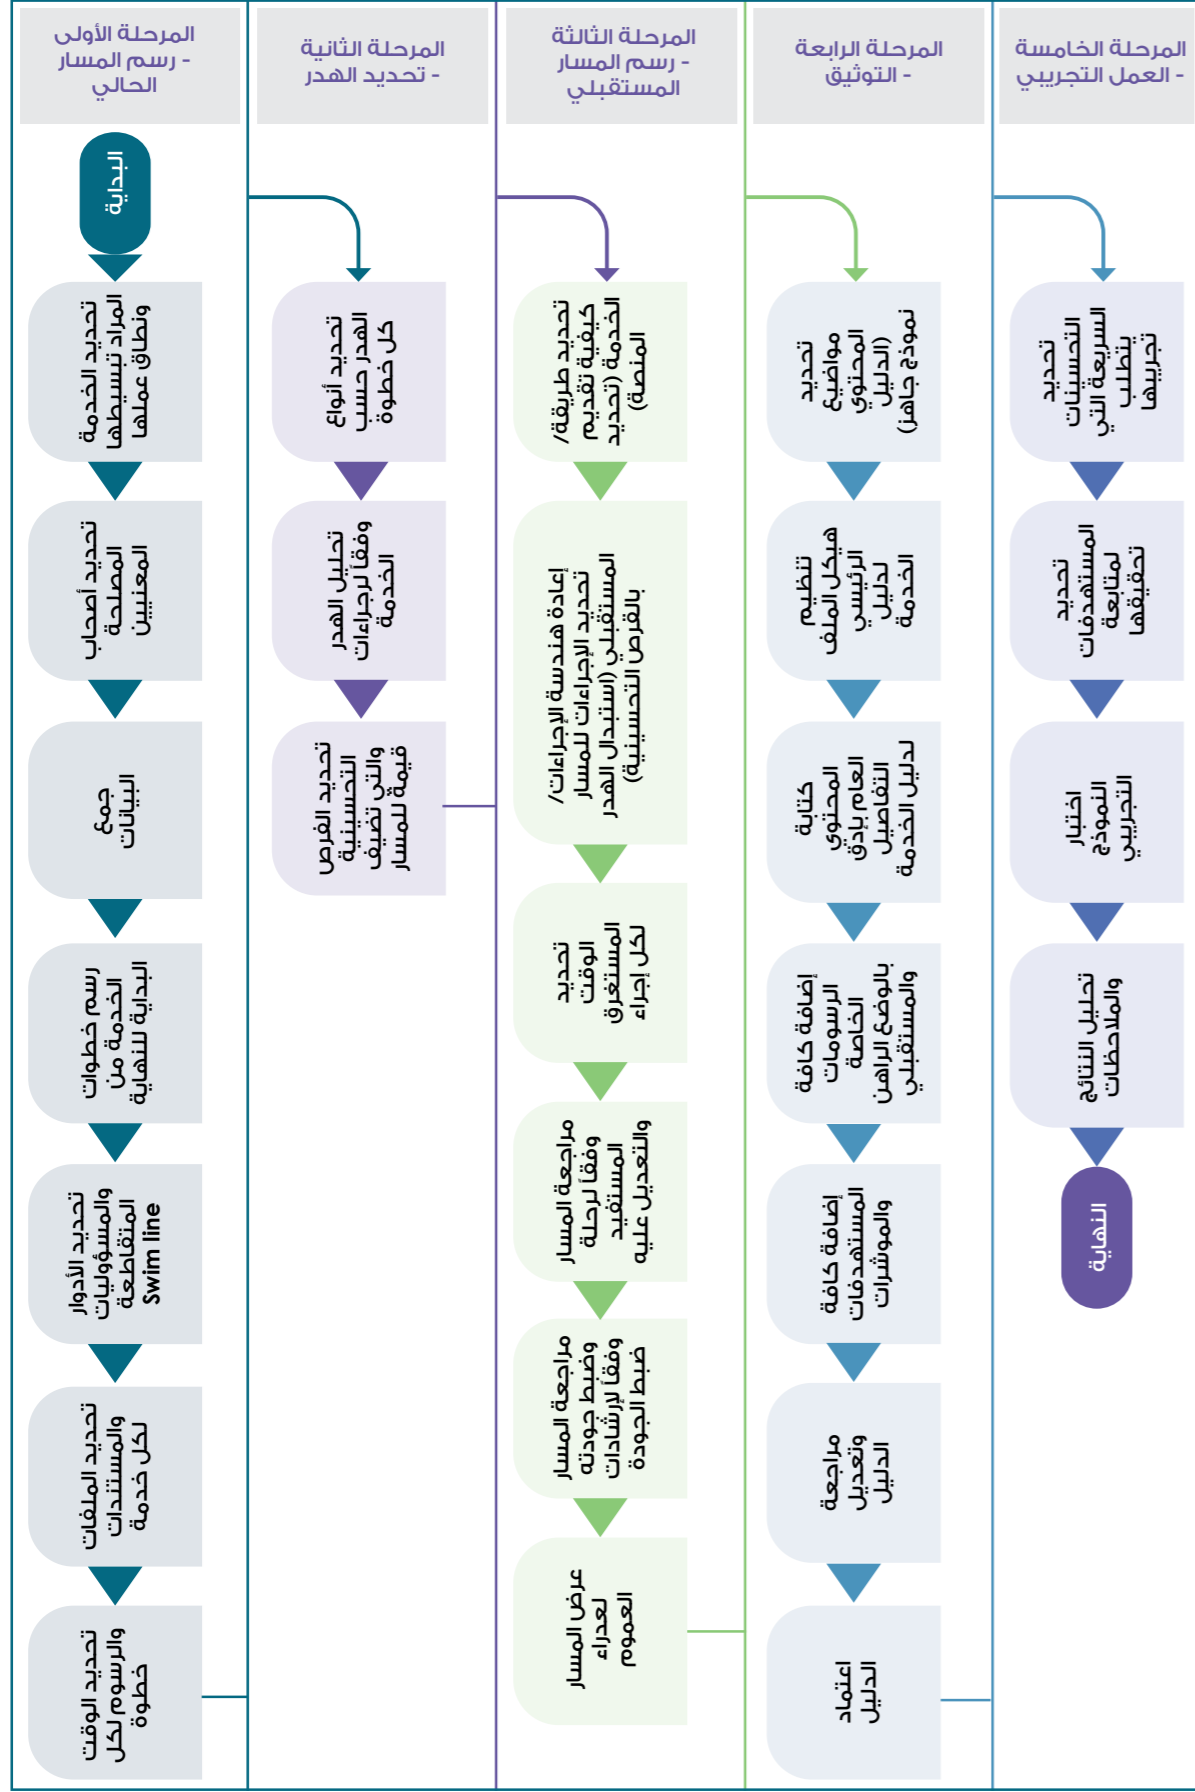 المرحلة الأولى
- رسم المسار
الحالي
البداية
تحديد الخدمة
المراد تبسيطها
ونطاق عملها
تحديد أصحاب
المصلحة
المعنيين
جمع
البيانات
رسم خطوات
الخدمة من
البداية للنهاية
تحديد الأدوار
والمسؤوليات
المتقاطعة
Swim line
تحديد الملفات
والمستندات
لكل خدمة
تحديد الوقت
والرسوم لكل
خطوة
المرحلة الثانية
- تحديد الهدر
تحديد أنواع
الهدر حسب
كل خطوة
تحليل الهدر
وفقاً لرجراءات
الخدمة
تحديد الفرص
التحسينية
والتي تضيف
قيمةً للمسار
المرحلة الثالثة
- رسم المسار
المستقبلي
تحديد طريقة/
كيفية تقديم
الخدمة (تحديد
المنصة)
إعادة هندسة الإجراءات/
تحديد الإجراءات للمسار
المستقبلي (استبدال الهدر
بالفرص التحسينية)
تحديد
الوقت
المستغرق
لكل إجراء
مراجعة المسار
وفقاً لرحلة
المستفيد
والتعديل عليه
مراجعة المسار
وضبط جودته
وفقاً لإرشادات
ضبط الجودة
عرض المسار
لعدراء
العموم
المرحلة الرابعة
- التوثيق
تحديد
مواضيع
المحتوي
(الدليل
نموذج جاهز)
تنظيم
هيكل الملف
الرئيسي
لدليل
الخدمة
كتابة
المحتوي
العام بإدق
التفاصيل
لدليل الخدمة
إضافة كافة
الرسومات
الخاصة
بالوضع الراهن
والمستقبلي
إضافة كافة
المستهدفات
والموشرات
مراجعة
وتعديل
الدليل
اعتماد
الدليل
المرحلة الخامسة
- العمل التجريبي
تحديد
التحسينات
السريعة التي
يتطلب
تجريبها
تحديد
المستهدفات
لمتابعة
تحقيقها
اختبار
النموذج
التجريبي
تحليل النتائج
والملاحظات
النهاية